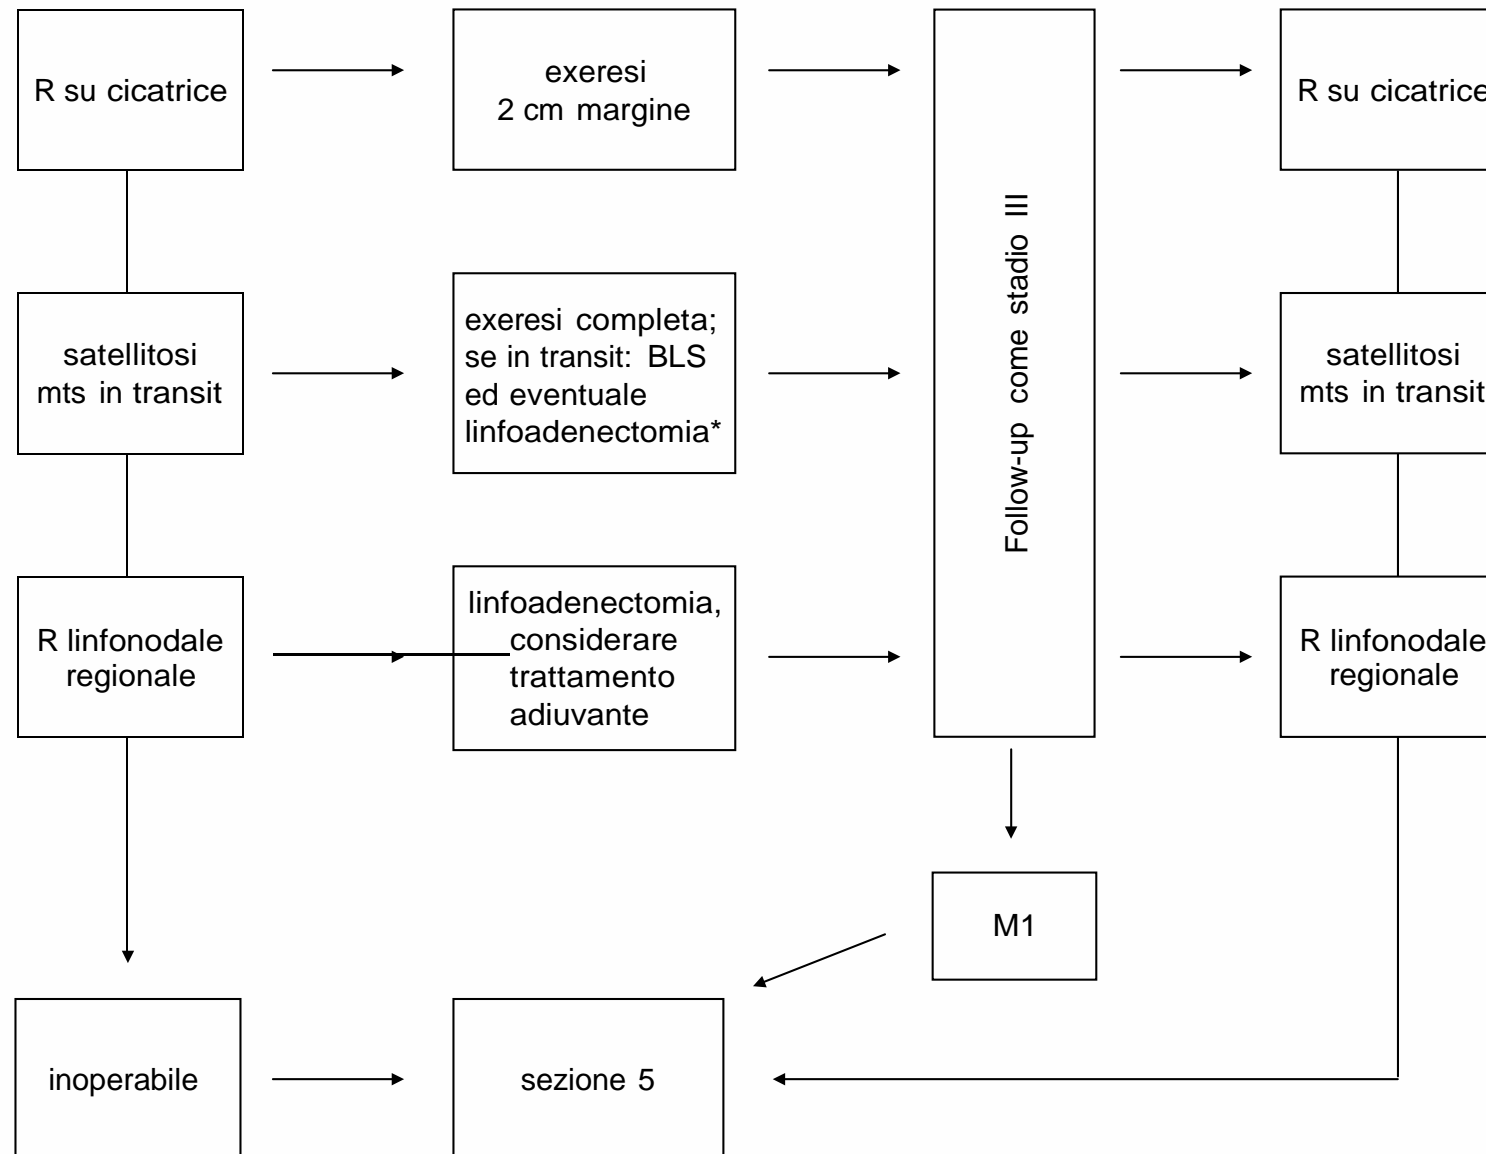 R su cicatrice
exeresi
2 cm margine
Follow-up come stadio III
R su cicatrice
satellitosi
mts in transit
exeresi completa;
se in transit: BLS
ed eventuale
linfoadenectomia*
satellitosi
mts in transit
R linfonodale
regionale
linfoadenectomia,
considerare
trattamento
adiuvante
R linfonodale
regionale
M1
inoperabile
sezione 5